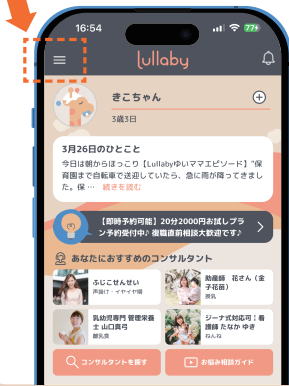 16:54
77
lullaby
きこちゃん
3歳3日
3月26日のひとこと
今日は朝からほっこり【Lullabyゆいママエピソード】"保
育園まで自転車で送迎していたら、急に雨が降ってきまし
た。保 … 続きを読む
【即時予約可能】20分2000円お試しプラ
ン予約受付中♪ 復職直前相談大歓迎です♪
あなたにおすすめのコンサルタント
ふじこせんせい
声掛け・イヤイヤ期
助産師 花さん（金
子花苗）
授乳
乳幼児専門 管理栄養
士 山口真弓
離乳食
ジーナ式対応可！看
護師 たなか ゆき
ねんね
コンサルタントを探す
お悩み相談ガイド